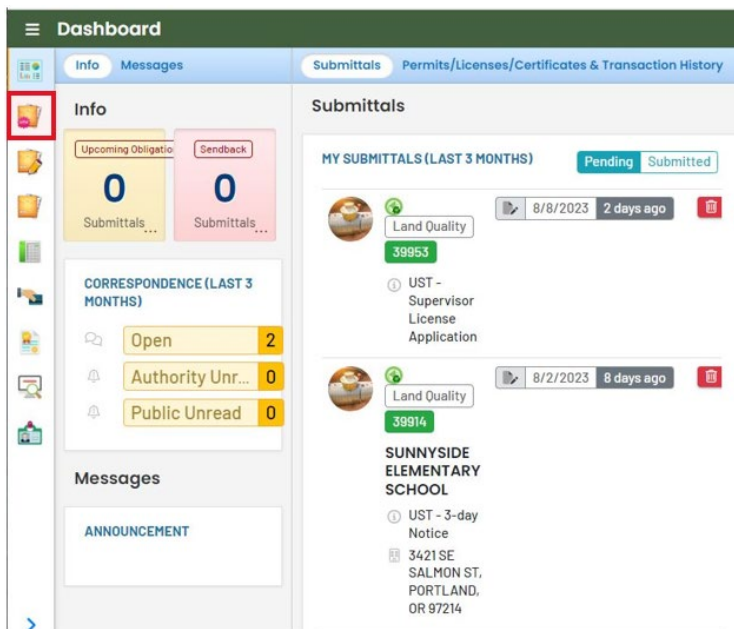 Dashboard
Info Messages
Submittals Permits/Licenses/Certificates & Transaction History
Info
Upcoming Obligatio
0
Submittals...
Sendback
0
Submittals...
CORRESPONDENCE (LAST 3
MONTHS)
Open 2
Authority Unr... 0
Public Unread 0
Messages
ANNOUNCEMENT
Submittals
MY SUBMITTALS (LAST 3 MONTHS) Pending Submitted
8/8/2023 2 days ago
Land Quality
39953
UST -
Supervisor
License
Application
8/2/2023 8 days ago
Land Quality
39914
SUNNYSIDE
ELEMENTARY
SCHOOL
UST - 3-day
Notice
3421 SE
SALMON ST,
PORTLAND,
OR 97214